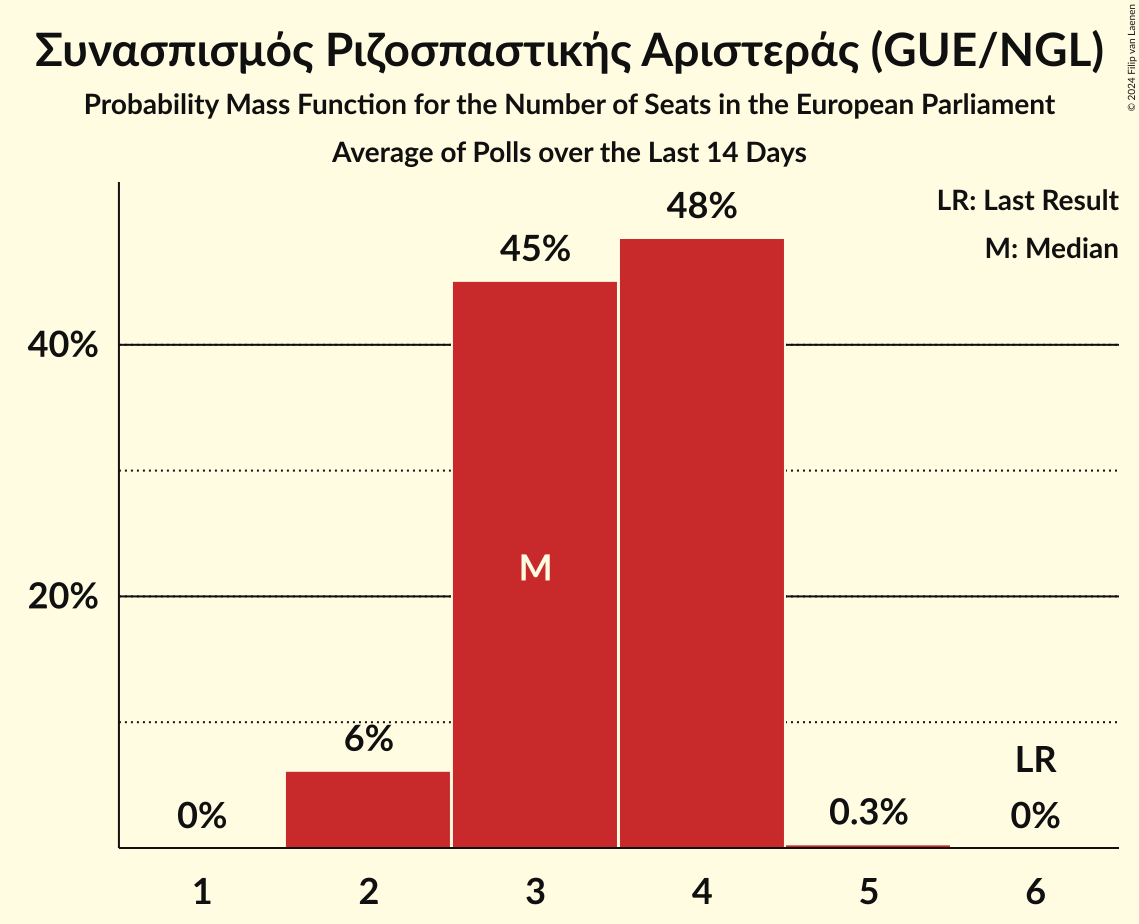 Συνασπισμός Ριζοσπαστικής Αριστεράς (GUE/NGL)
Probability Mass Function for the Number of Seats in the European Parliament
Average of Polls over the Last 14 Days
© 2024 Filip van Laenen
LR: Last Result
M: Median
48%
45%
40%
M
20%
6%
LR
0%
0.3%
0%
1 2 3 4 5 6